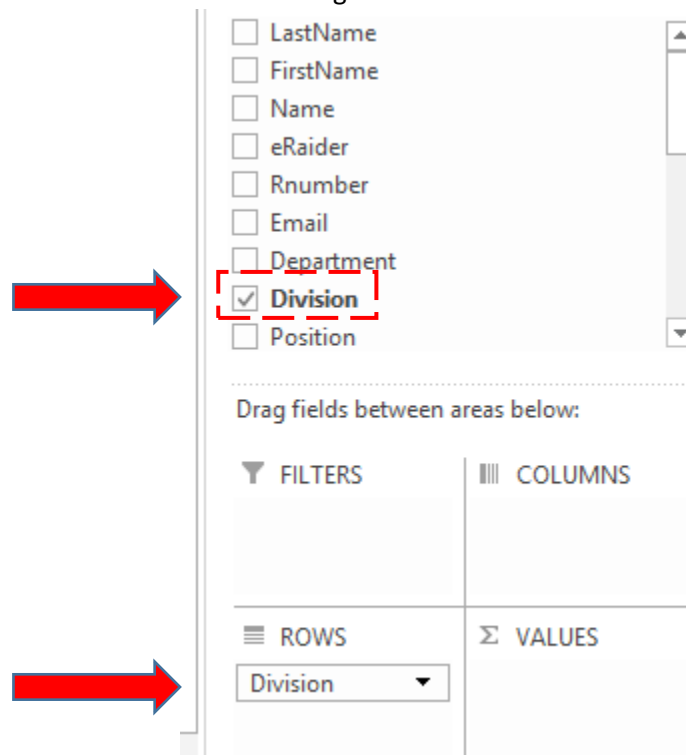 LastName
FirstName
Name
eRaider
Rnumber
Email
Department
Division
Position
Drag fields between areas below:
FILTERS
COLUMNS
ROWS
Σ VALUES
Division